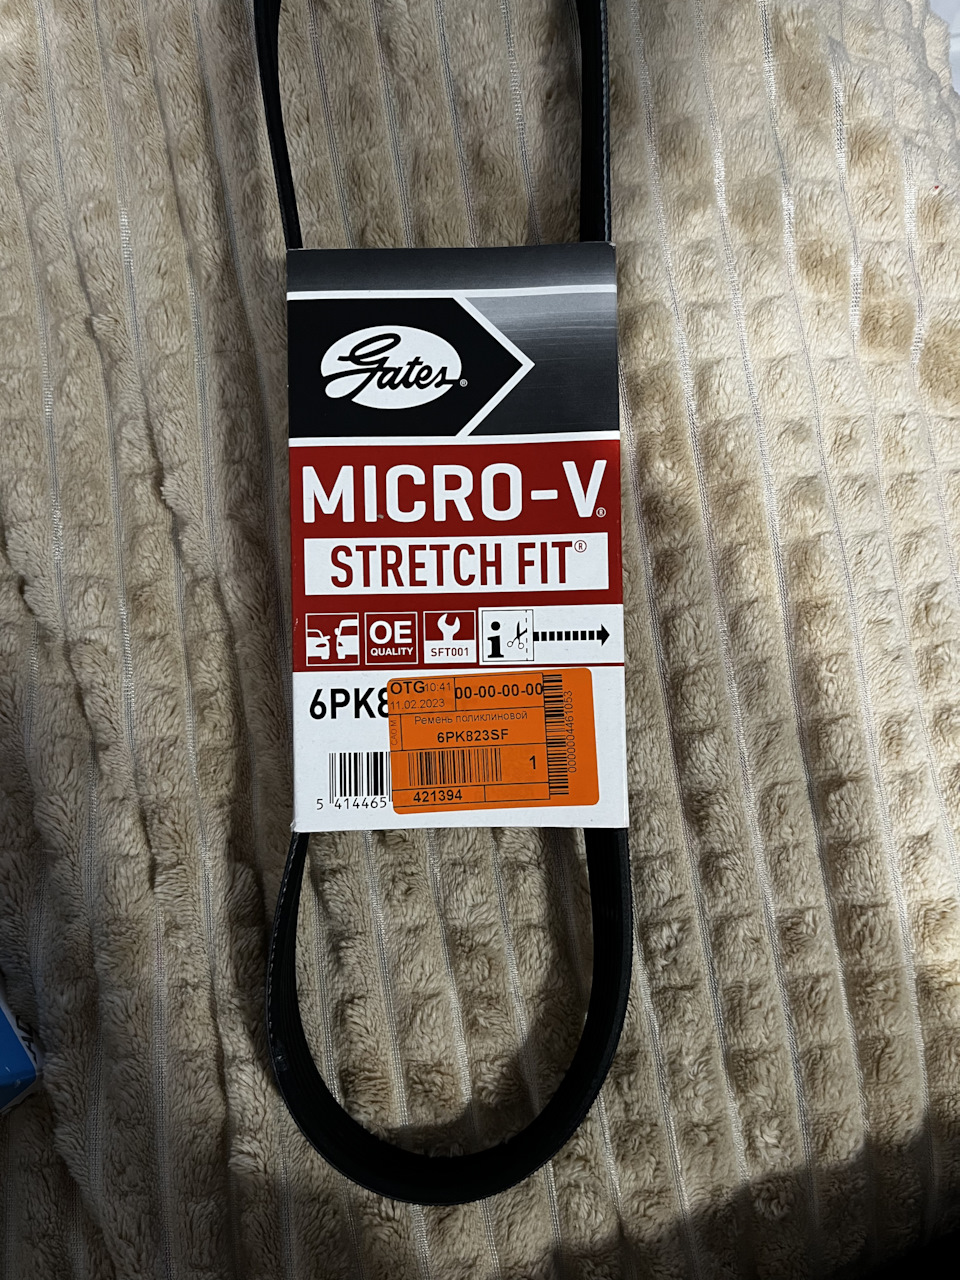 Gates®
MICRO-V®
STRETCH FIT®
OE
QUALITY
SFT001
i
6PK8
OTG 10:41
11.02.2023
00-00-00-00
Ремень поликлиновой
6PK823SF
1
421394
0000004461053
5 414465